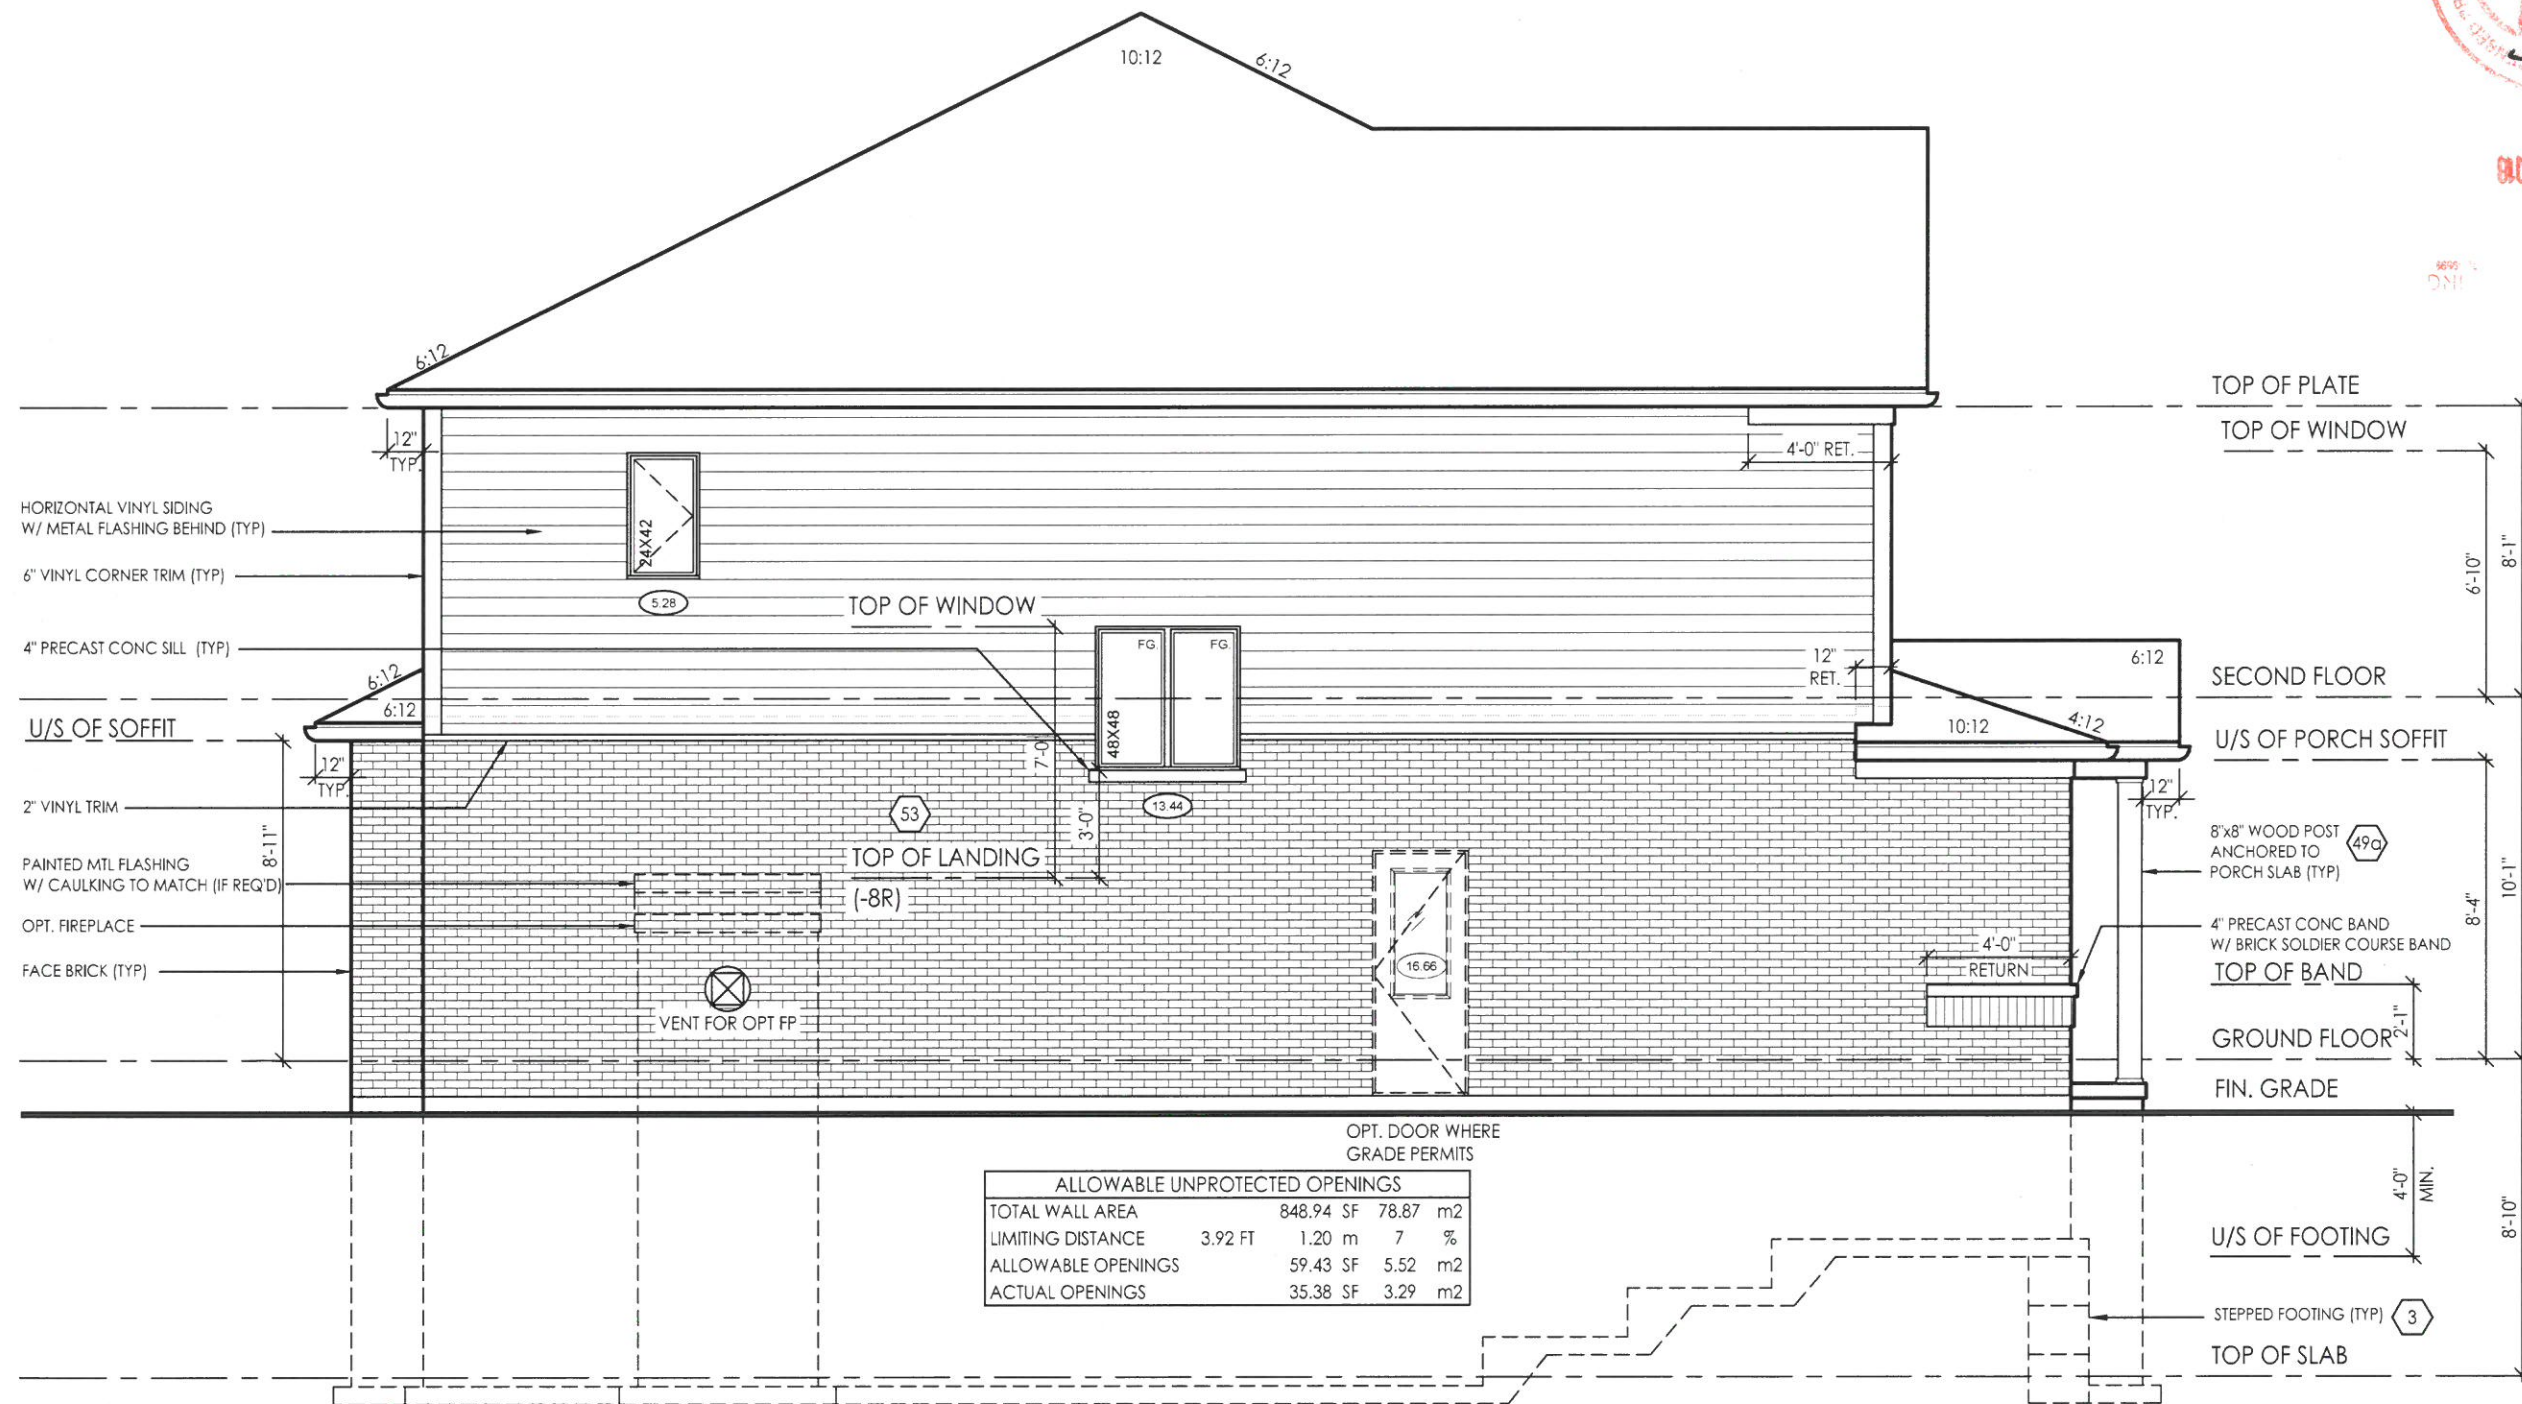 10:12
6:12
6:12
TOP OF PLATE
TOP OF WINDOW
12"
TYP.
4'-0" RET.
HORIZONTAL VINYL SIDING
W/ METAL FLASHING BEHIND (TYP)
24X42
6'-10"
8'-1"
6" VINYL CORNER TRIM (TYP)
5.28
TOP OF WINDOW
4" PRECAST CONC SILL (TYP)
FG.
FG.
12"
RET.
6:12
6:12
6:12
SECOND FLOOR
U/S OF SOFFIT
48X48
10:12
4:12
U/S OF PORCH SOFFIT
7'-0"
12"
TYP.
12"
TYP.
2" VINYL TRIM
53
13.44
3'-0"
8'-11"
8"x8" WOOD POST
ANCHORED TO
PORCH SLAB (TYP)
49a
PAINTED MTL FLASHING
W/ CAULKING TO MATCH (IF REQ'D)
TOP OF LANDING
(-8R)
8'-4"
10'-1"
OPT. FIREPLACE
4" PRECAST CONC BAND
W/ BRICK SOLDIER COURSE BAND
FACE BRICK (TYP)
16.66
4'-0"
RETURN
TOP OF BAND
VENT FOR OPT FP
2'-1"
GROUND FLOOR
FIN. GRADE
OPT. DOOR WHERE
GRADE PERMITS
ALLOWABLE UNPROTECTED OPENINGS
TOTAL WALL AREA 848.94 SF 78.87 m2
LIMITING DISTANCE 3.92 FT 1.20 m 7 %
ALLOWABLE OPENINGS 59.43 SF 5.52 m2
ACTUAL OPENINGS 35.38 SF 3.29 m2
4'-0"
MIN.
8'-10"
U/S OF FOOTING
STEPPED FOOTING (TYP) 3
TOP OF SLAB